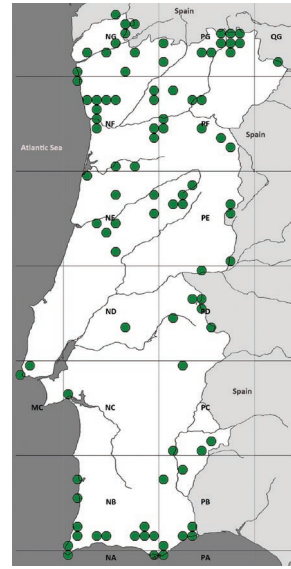 Spain
NG
PG
QG
NF
PF
Spain
Atlantic Sea
NE
PE
ND
PD
Spain
MC
NC
PC
NB
PB
NA
PA